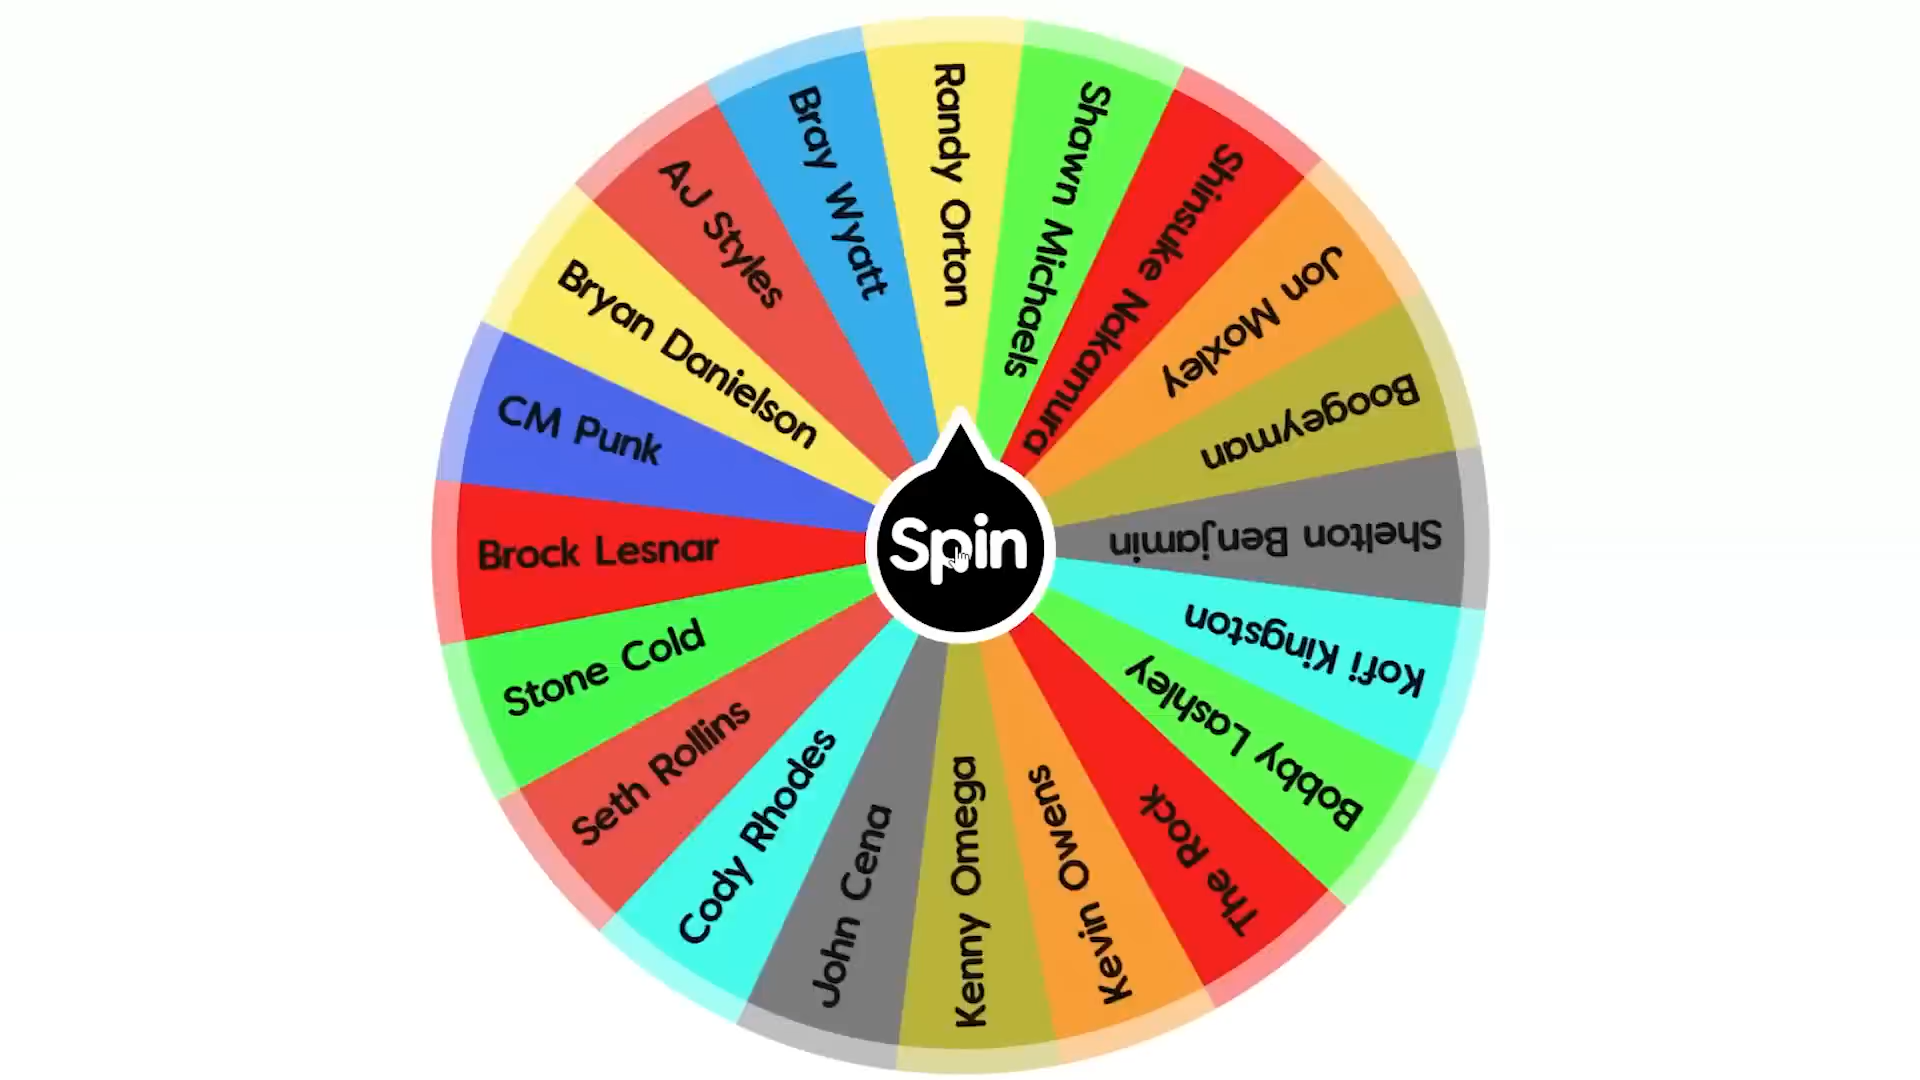 Randy Orton
Shawn Michaels
Shinsuke Nakamura
Jon Moxley
Boogeyman
Shelton Benjamin
Kofi Kingston
Bobby Lashley
The Rock
Kevin Owens
Kenny Omega
John Cena
Cody Rhodes
Seth Rollins
Stone Cold
Brock Lesnar
CM Punk
Bryan Danielson
AJ Styles
Bray Wyatt
Spin